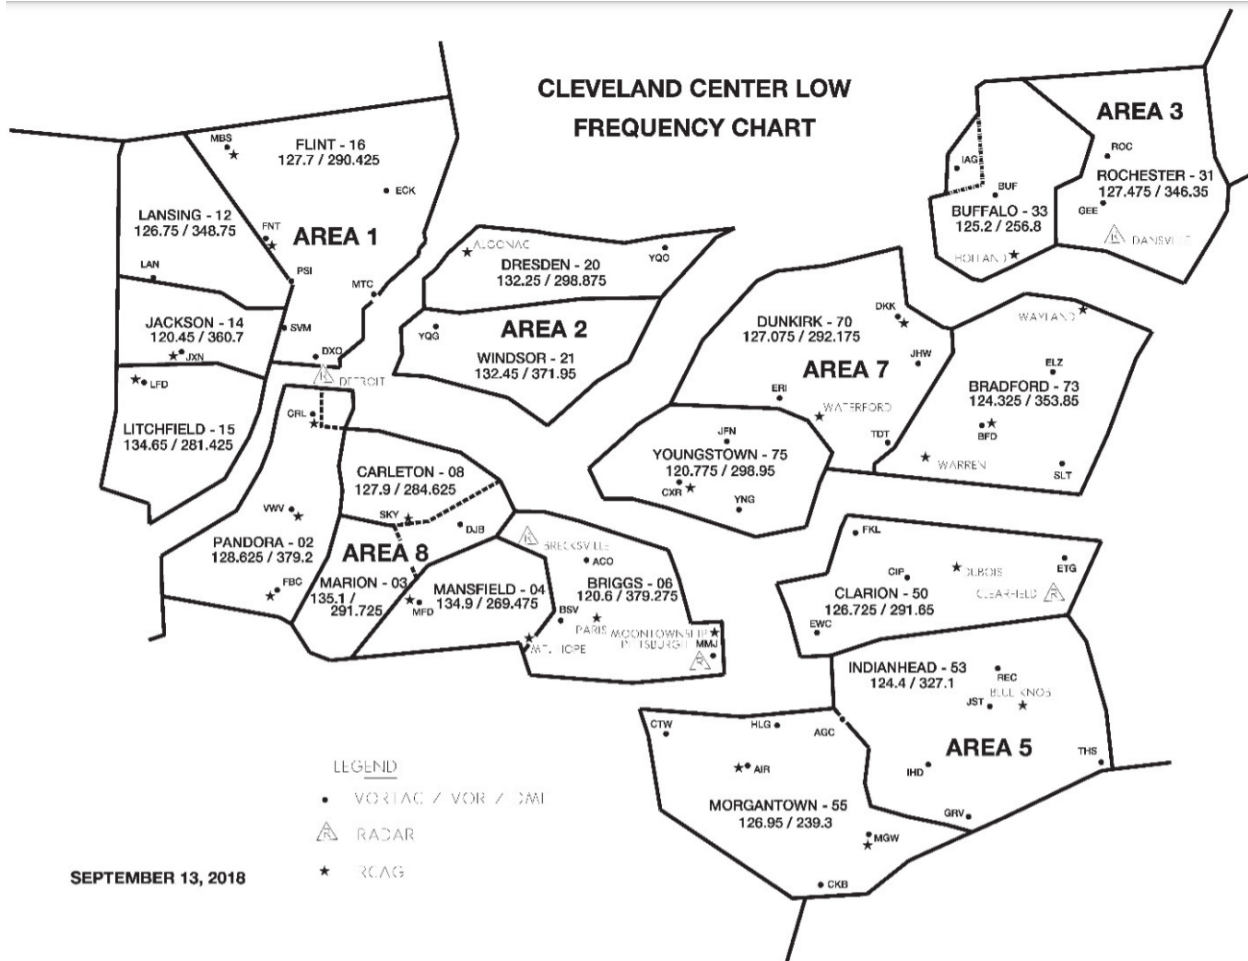 CLEVELAND CENTER LOW
FREQUENCY CHART
MBS
FLINT - 16
127.7 / 290.425
ECK
LANSING - 12
126.75 / 348.75
FNT
AREA 1
LAN
PSI
MTC
JACKSON - 14
120.45 / 360.7
SVM
JXN
DXO
LFD
DETROIT
LITCHFIELD - 15
134.65 / 281.425
ALGONAC
DRESDEN - 20
132.25 / 298.875
YQO
YQG
AREA 2
WINDSOR - 21
132.45 / 371.95
AREA 3
IAG
ROC
BUF
ROCHESTER - 31
127.475 / 346.35
BUFFALO - 33
125.2 / 256.8
GEE
DANSVILLE
HOLLAND
DKK
DUNKIRK - 70
127.075 / 292.175
JHW
AREA 7
ERI
WATERFORD
TDT
WAYLAND
ELZ
BRADFORD - 73
124.325 / 353.85
BFD
WARREN
SLT
JFN
YOUNGSTOWN - 75
120.775 / 298.95
CXR
YNG
CRL
CARLETON - 08
127.9 / 284.625
VWV
SKY
DJB
PANDORA - 02
128.625 / 379.2
AREA 8
FBC
MARION - 03
135.1 /
291.725
MANSFIELD - 04
134.9 / 269.475
MFD
BRECKSVILLE
ACO
BRIGGS - 06
120.6 / 379.275
BSV
PARIS
MOONTOWNSHIP
PITTSBURGH
MMJ
MT. HOPE
FKL
CIP
DUBOIS
ETG
CLARION - 50
126.725 / 291.65
CLEARFIELD
EWC
INDIANHEAD - 53
124.4 / 327.1
REC
BLUE KNOB
JST
AREA 5
IHD
THS
GRV
CTW
HLG
AGC
AIR
MORGANTOWN - 55
126.95 / 239.3
MGW
CKB
LEGEND
VORTAC / VOR / DME
R RADAR
RCAG
SEPTEMBER 13, 2018